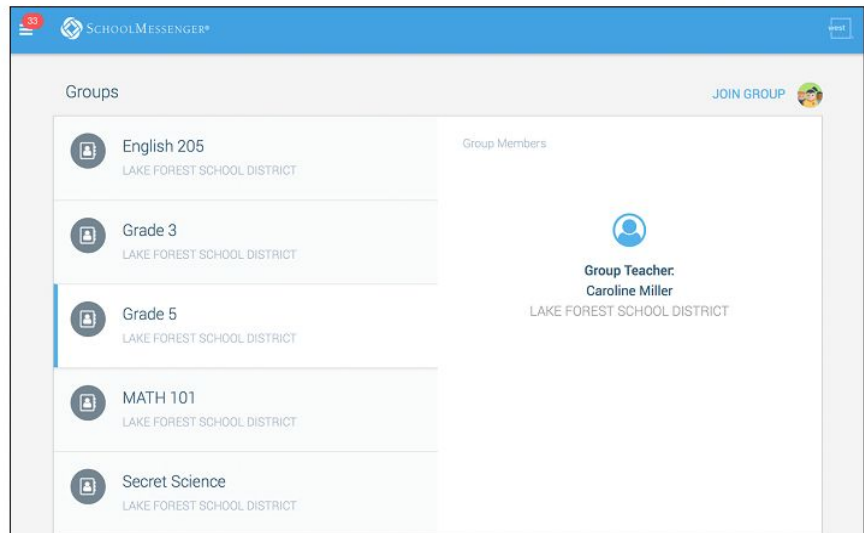 33
SCHOOLMESSENGER®
west
Groups
JOIN GROUP
English 205
LAKE FOREST SCHOOL DISTRICT
Grade 3
LAKE FOREST SCHOOL DISTRICT
Grade 5
LAKE FOREST SCHOOL DISTRICT
MATH 101
LAKE FOREST SCHOOL DISTRICT
Secret Science
LAKE FOREST SCHOOL DISTRICT
Group Members
Group Teacher:
Caroline Miller
LAKE FOREST SCHOOL DISTRICT